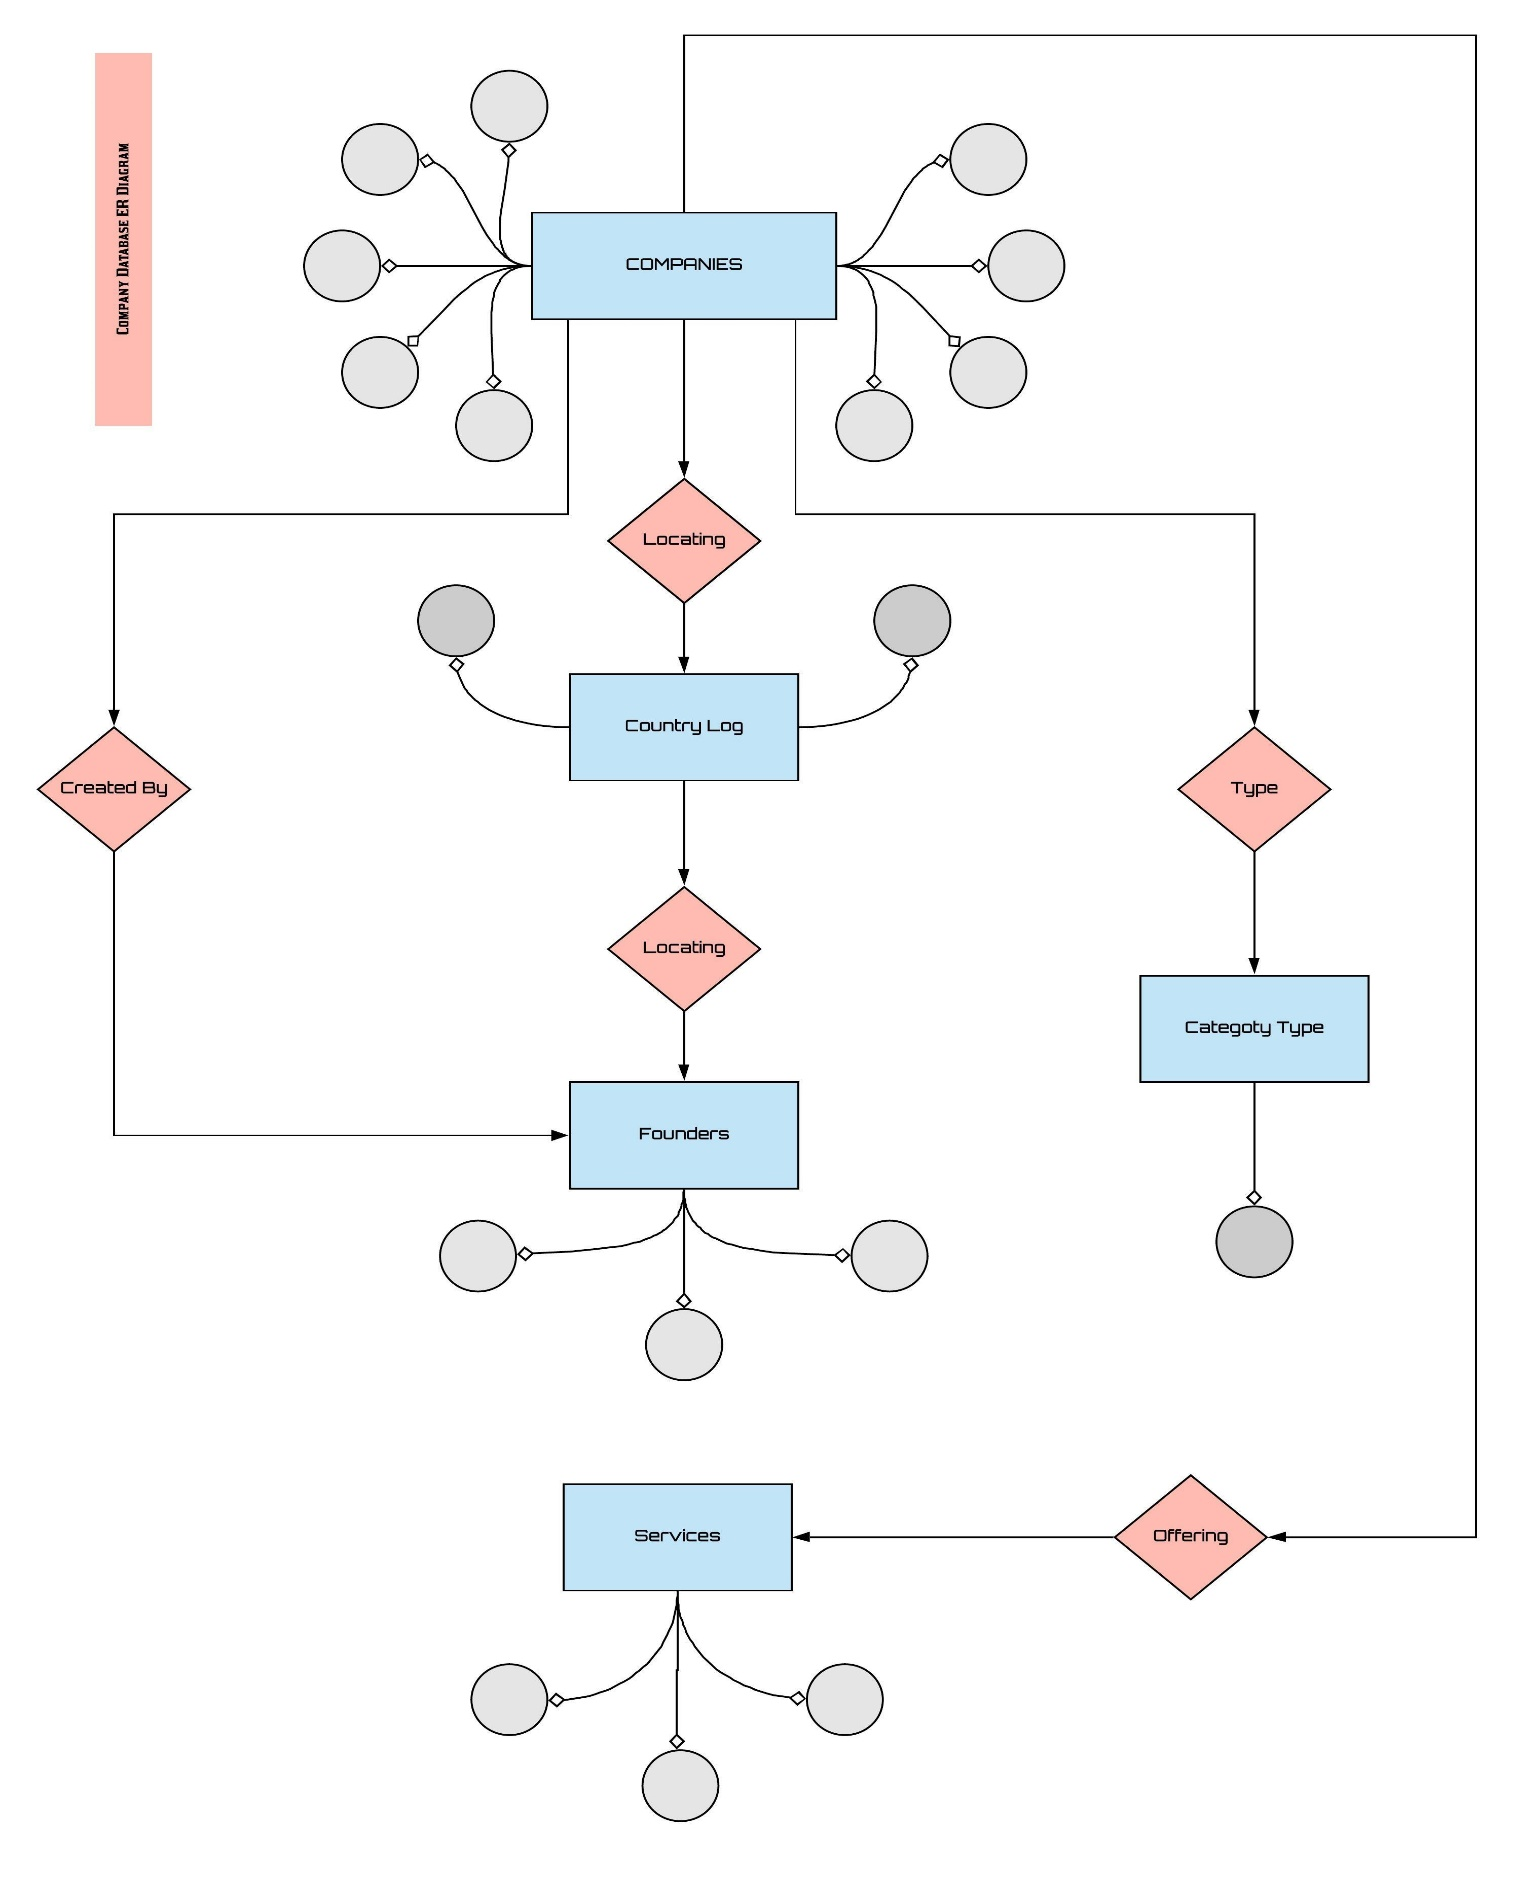 Company Database ER Diagram
COMPANIES
Locating
Country Log
Created By
Type
Locating
Categoty Type
Founders
Services
Offering